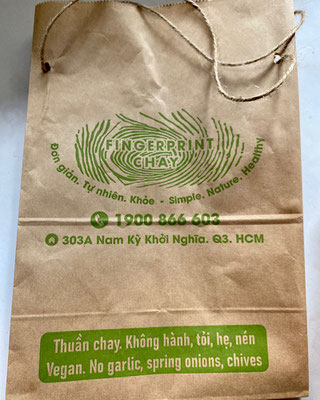 FINGERPRINT
CHAY
Đơn giản. Tự nhiên. Khỏe - Simple. Nature. Healthy
1900 866 603
303A Nam Kỳ Khởi Nghĩa. Q3. HCM
Thuần chay. Không hành, tỏi, hẹ, nén
Vegan. No garlic, spring onions, chives